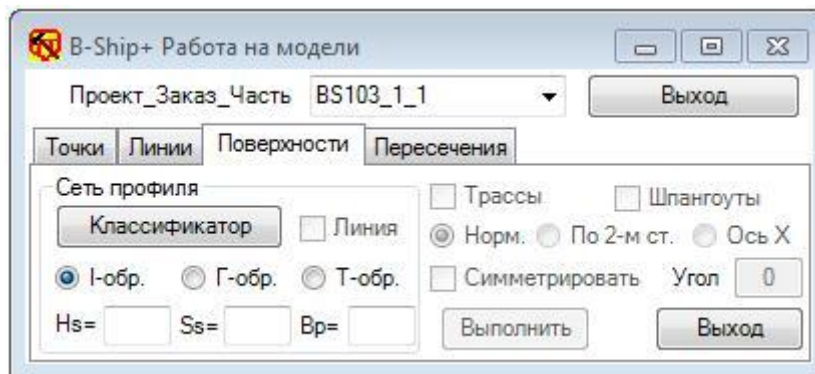 B-Ship+ Работа на модели
Проект_Заказ_Часть BS103_1_1 Выход
Точки Линии Поверхности Пересечения
Сеть профиля
Трассы Шпангоуты
Классификатор Линия
Норм. По 2-м ст. Ось X
I-обр. Г-обр. Т-обр.
Симметрировать Угол 0
Hs= Ss= Bp=
Выполнить Выход